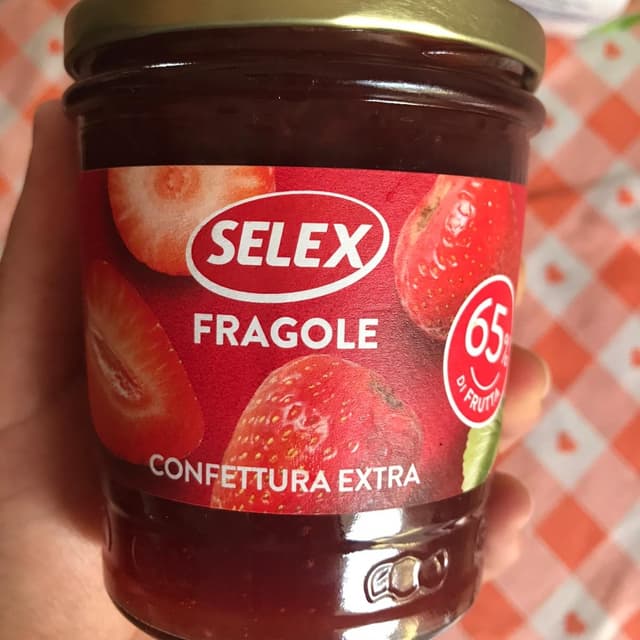 SELEX
FRAGOLE
65%
DI FRUTTA
CONFETTURA EXTRA